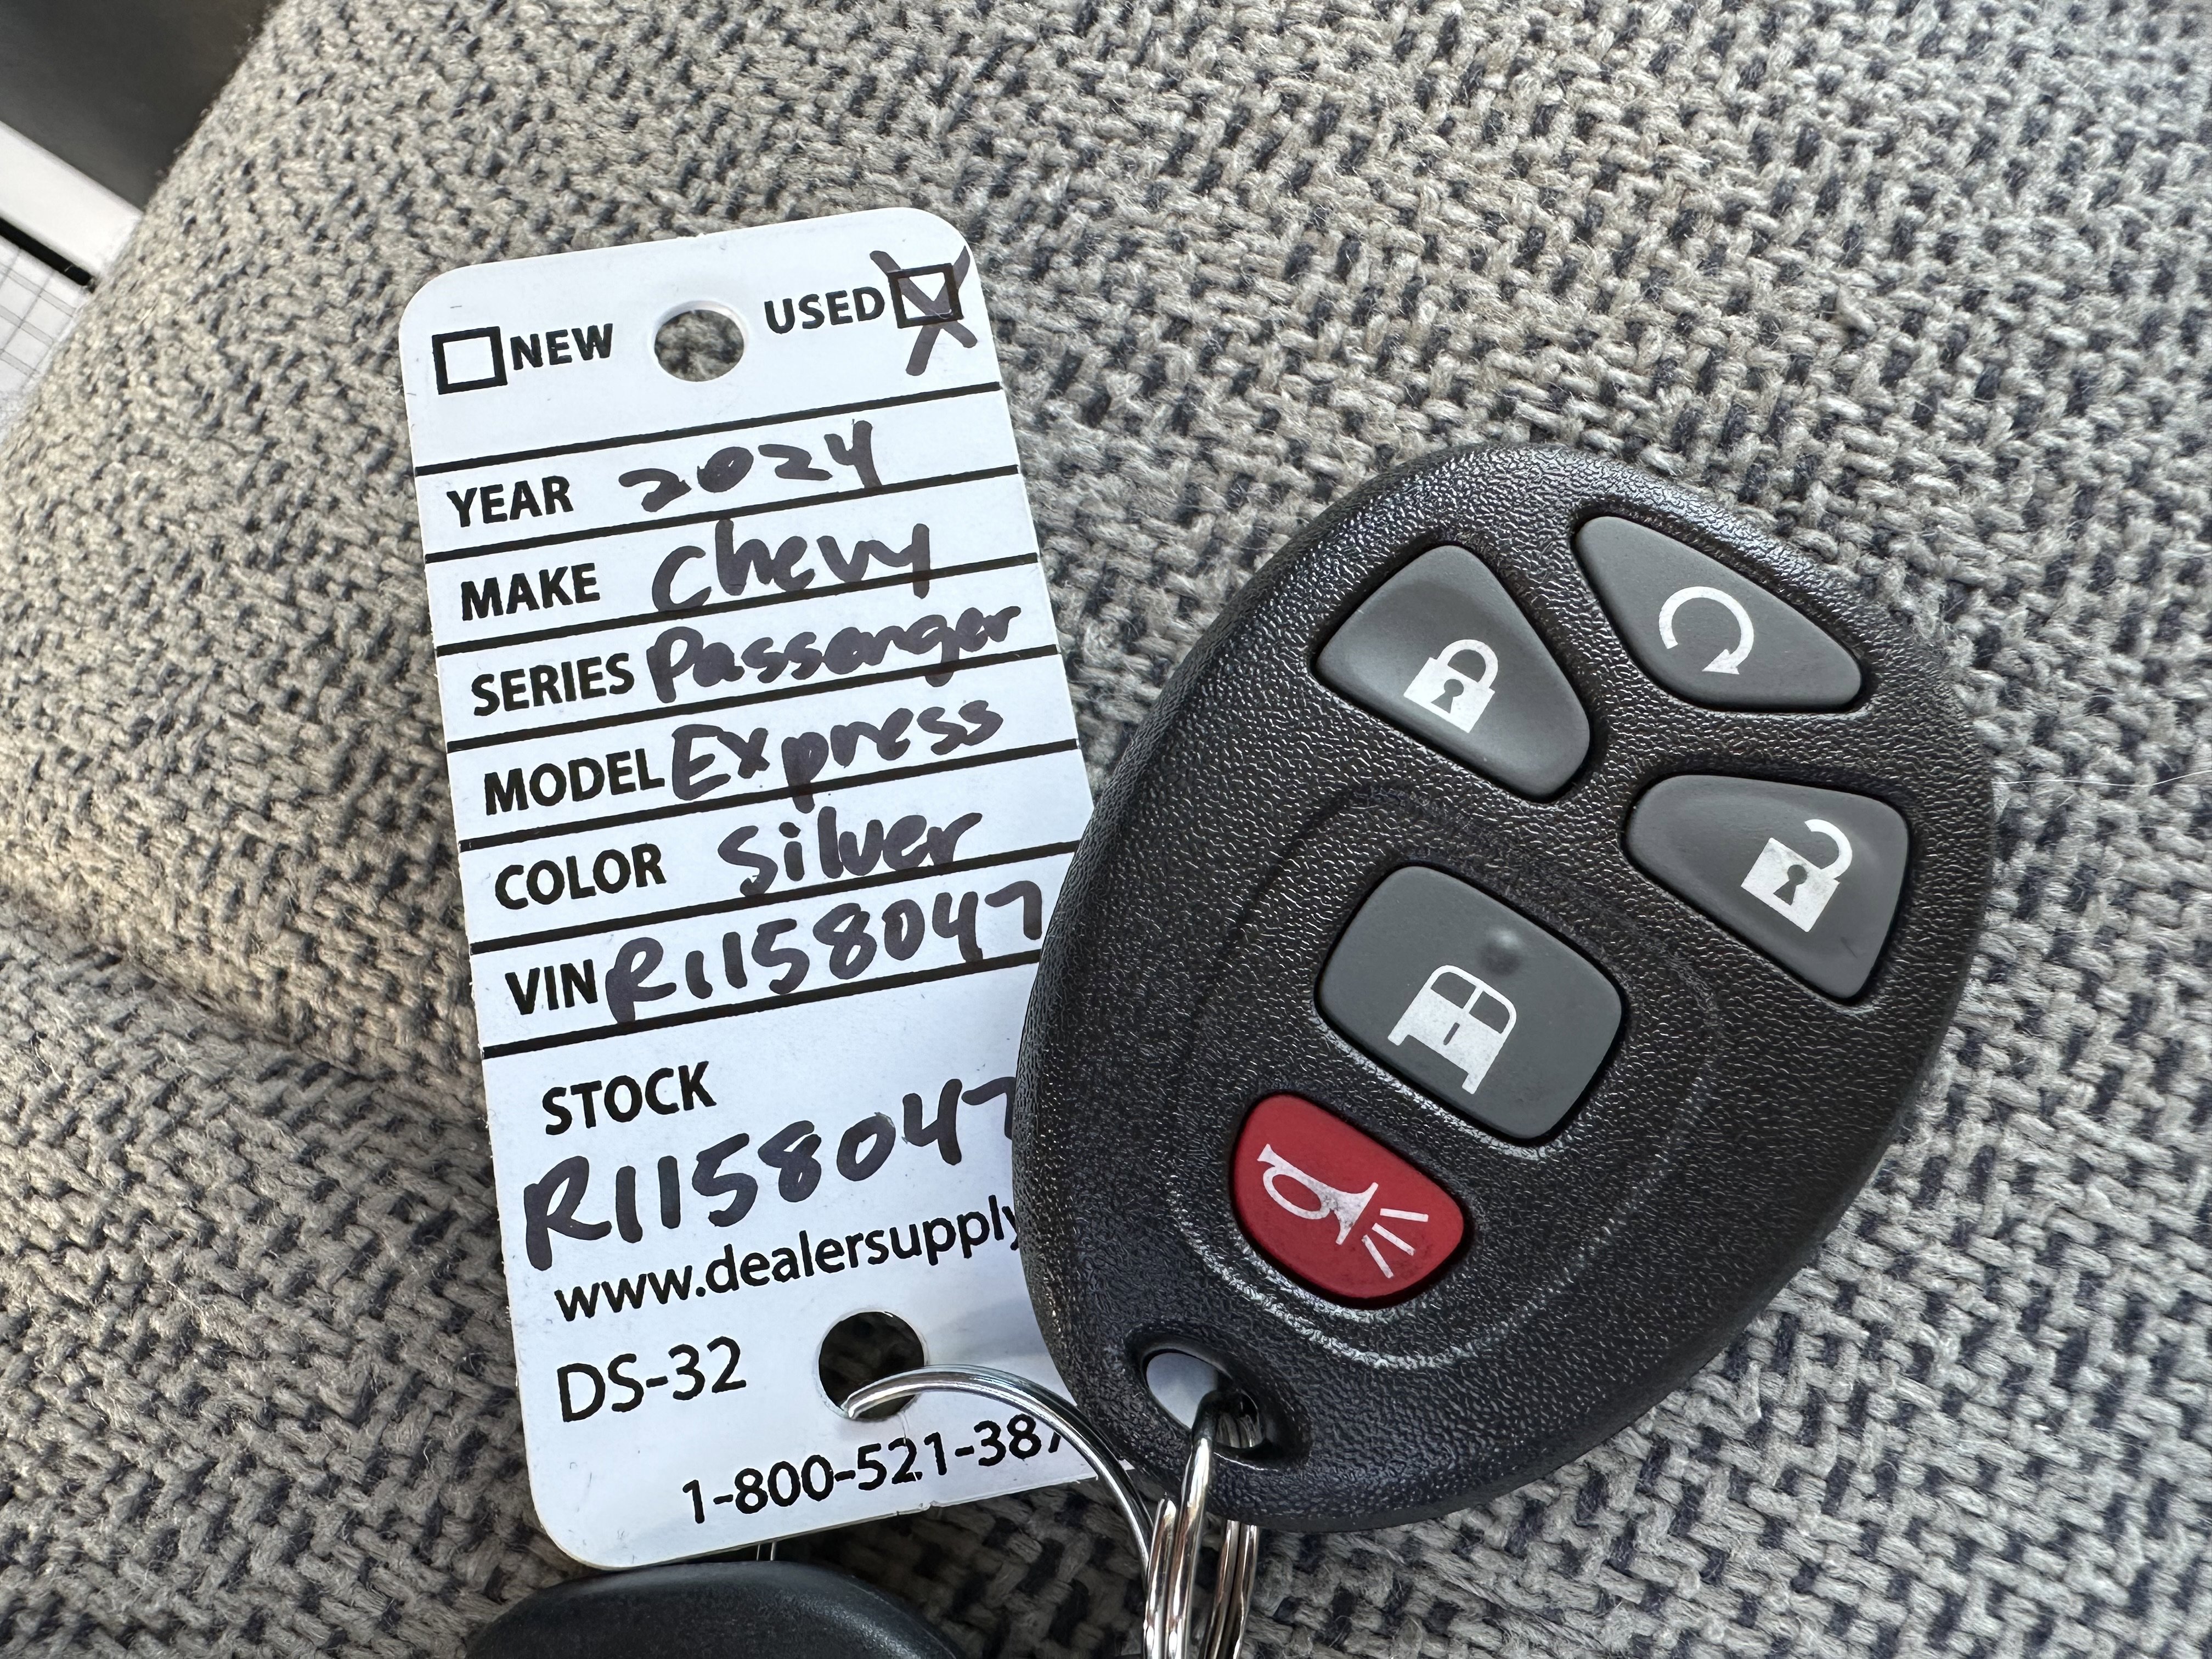 NEW USED
YEAR 2024
MAKE Chevy
SERIES Passenger
MODEL Express
COLOR Silver
VIN R1158047
STOCK
R1158047
www.dealersupply
DS-32
1-800-521-387